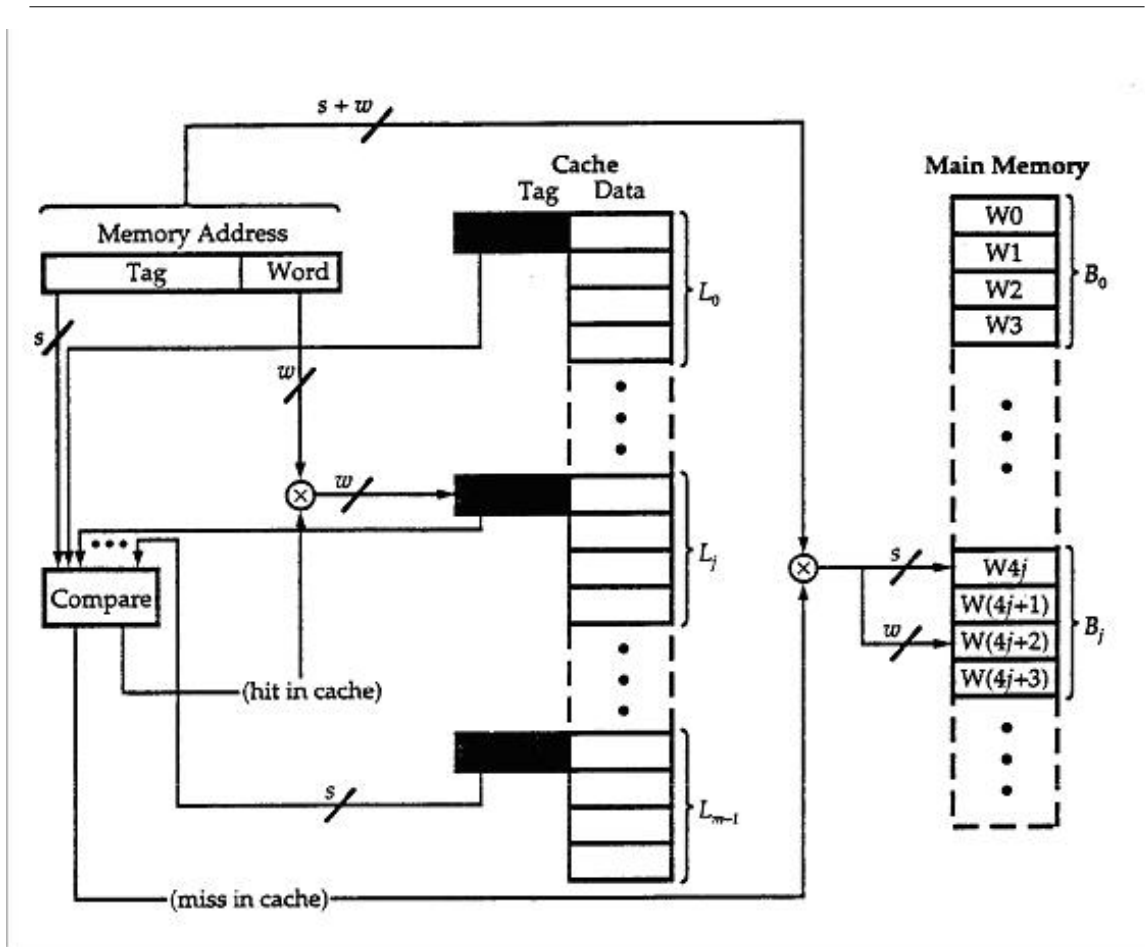 s + w
Cache
Tag Data
Main Memory
Memory Address
Tag Word
s
w
w
Compare
(hit in cache)
s
(miss in cache)
L0
Lj
Lm−1
s
w
W0
W1
W2
W3
B0
W4j
W(4j+1)
W(4j+2)
W(4j+3)
Bj